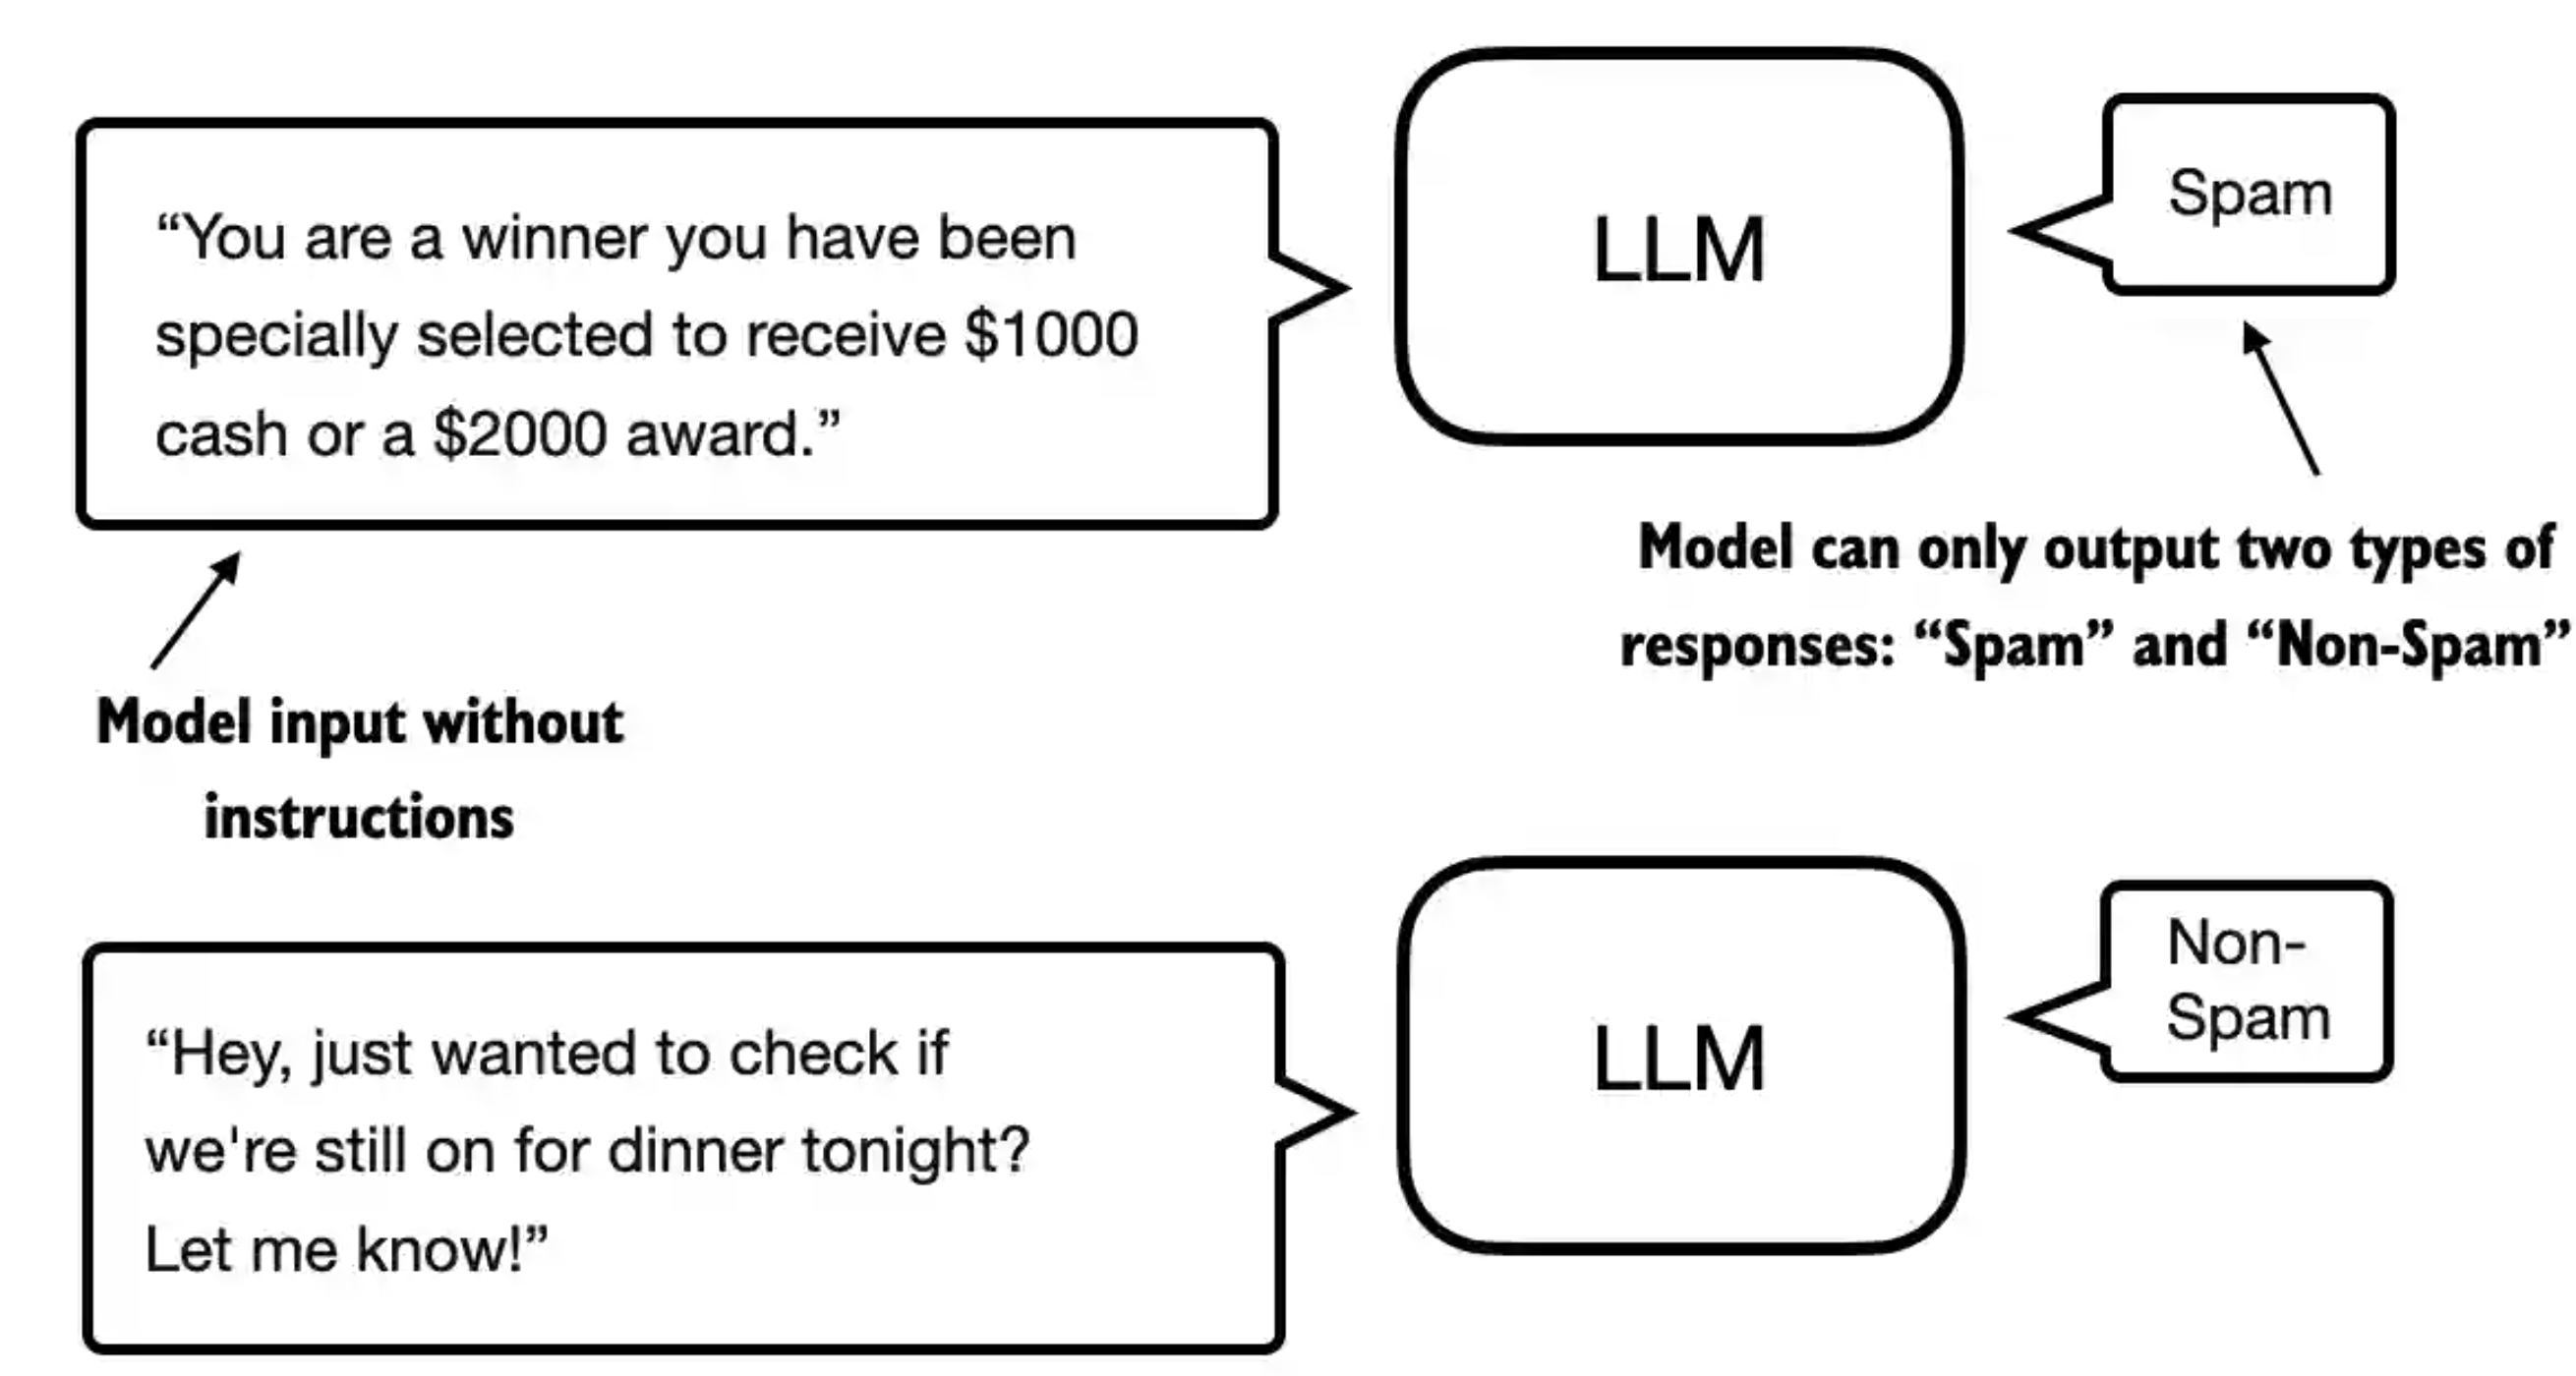 “You are a winner you have been
specially selected to receive $1000
cash or a $2000 award.”
LLM
Spam
Model can only output two types of
responses: “Spam” and “Non-Spam”
Model input without
instructions
“Hey, just wanted to check if
we're still on for dinner tonight?
Let me know!”
LLM
Non-
Spam